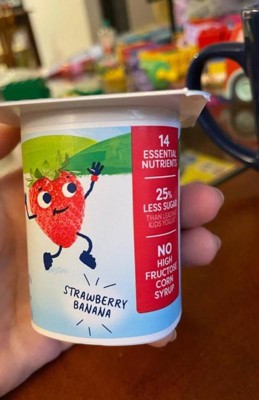 14
ESSENTIAL
NUTRIENTS
25%
LESS SUGAR
THAN LEADING
KIDS YOGURT
NO
HIGH
FRUCTOSE
CORN
SYRUP
STRAWBERRY
BANANA